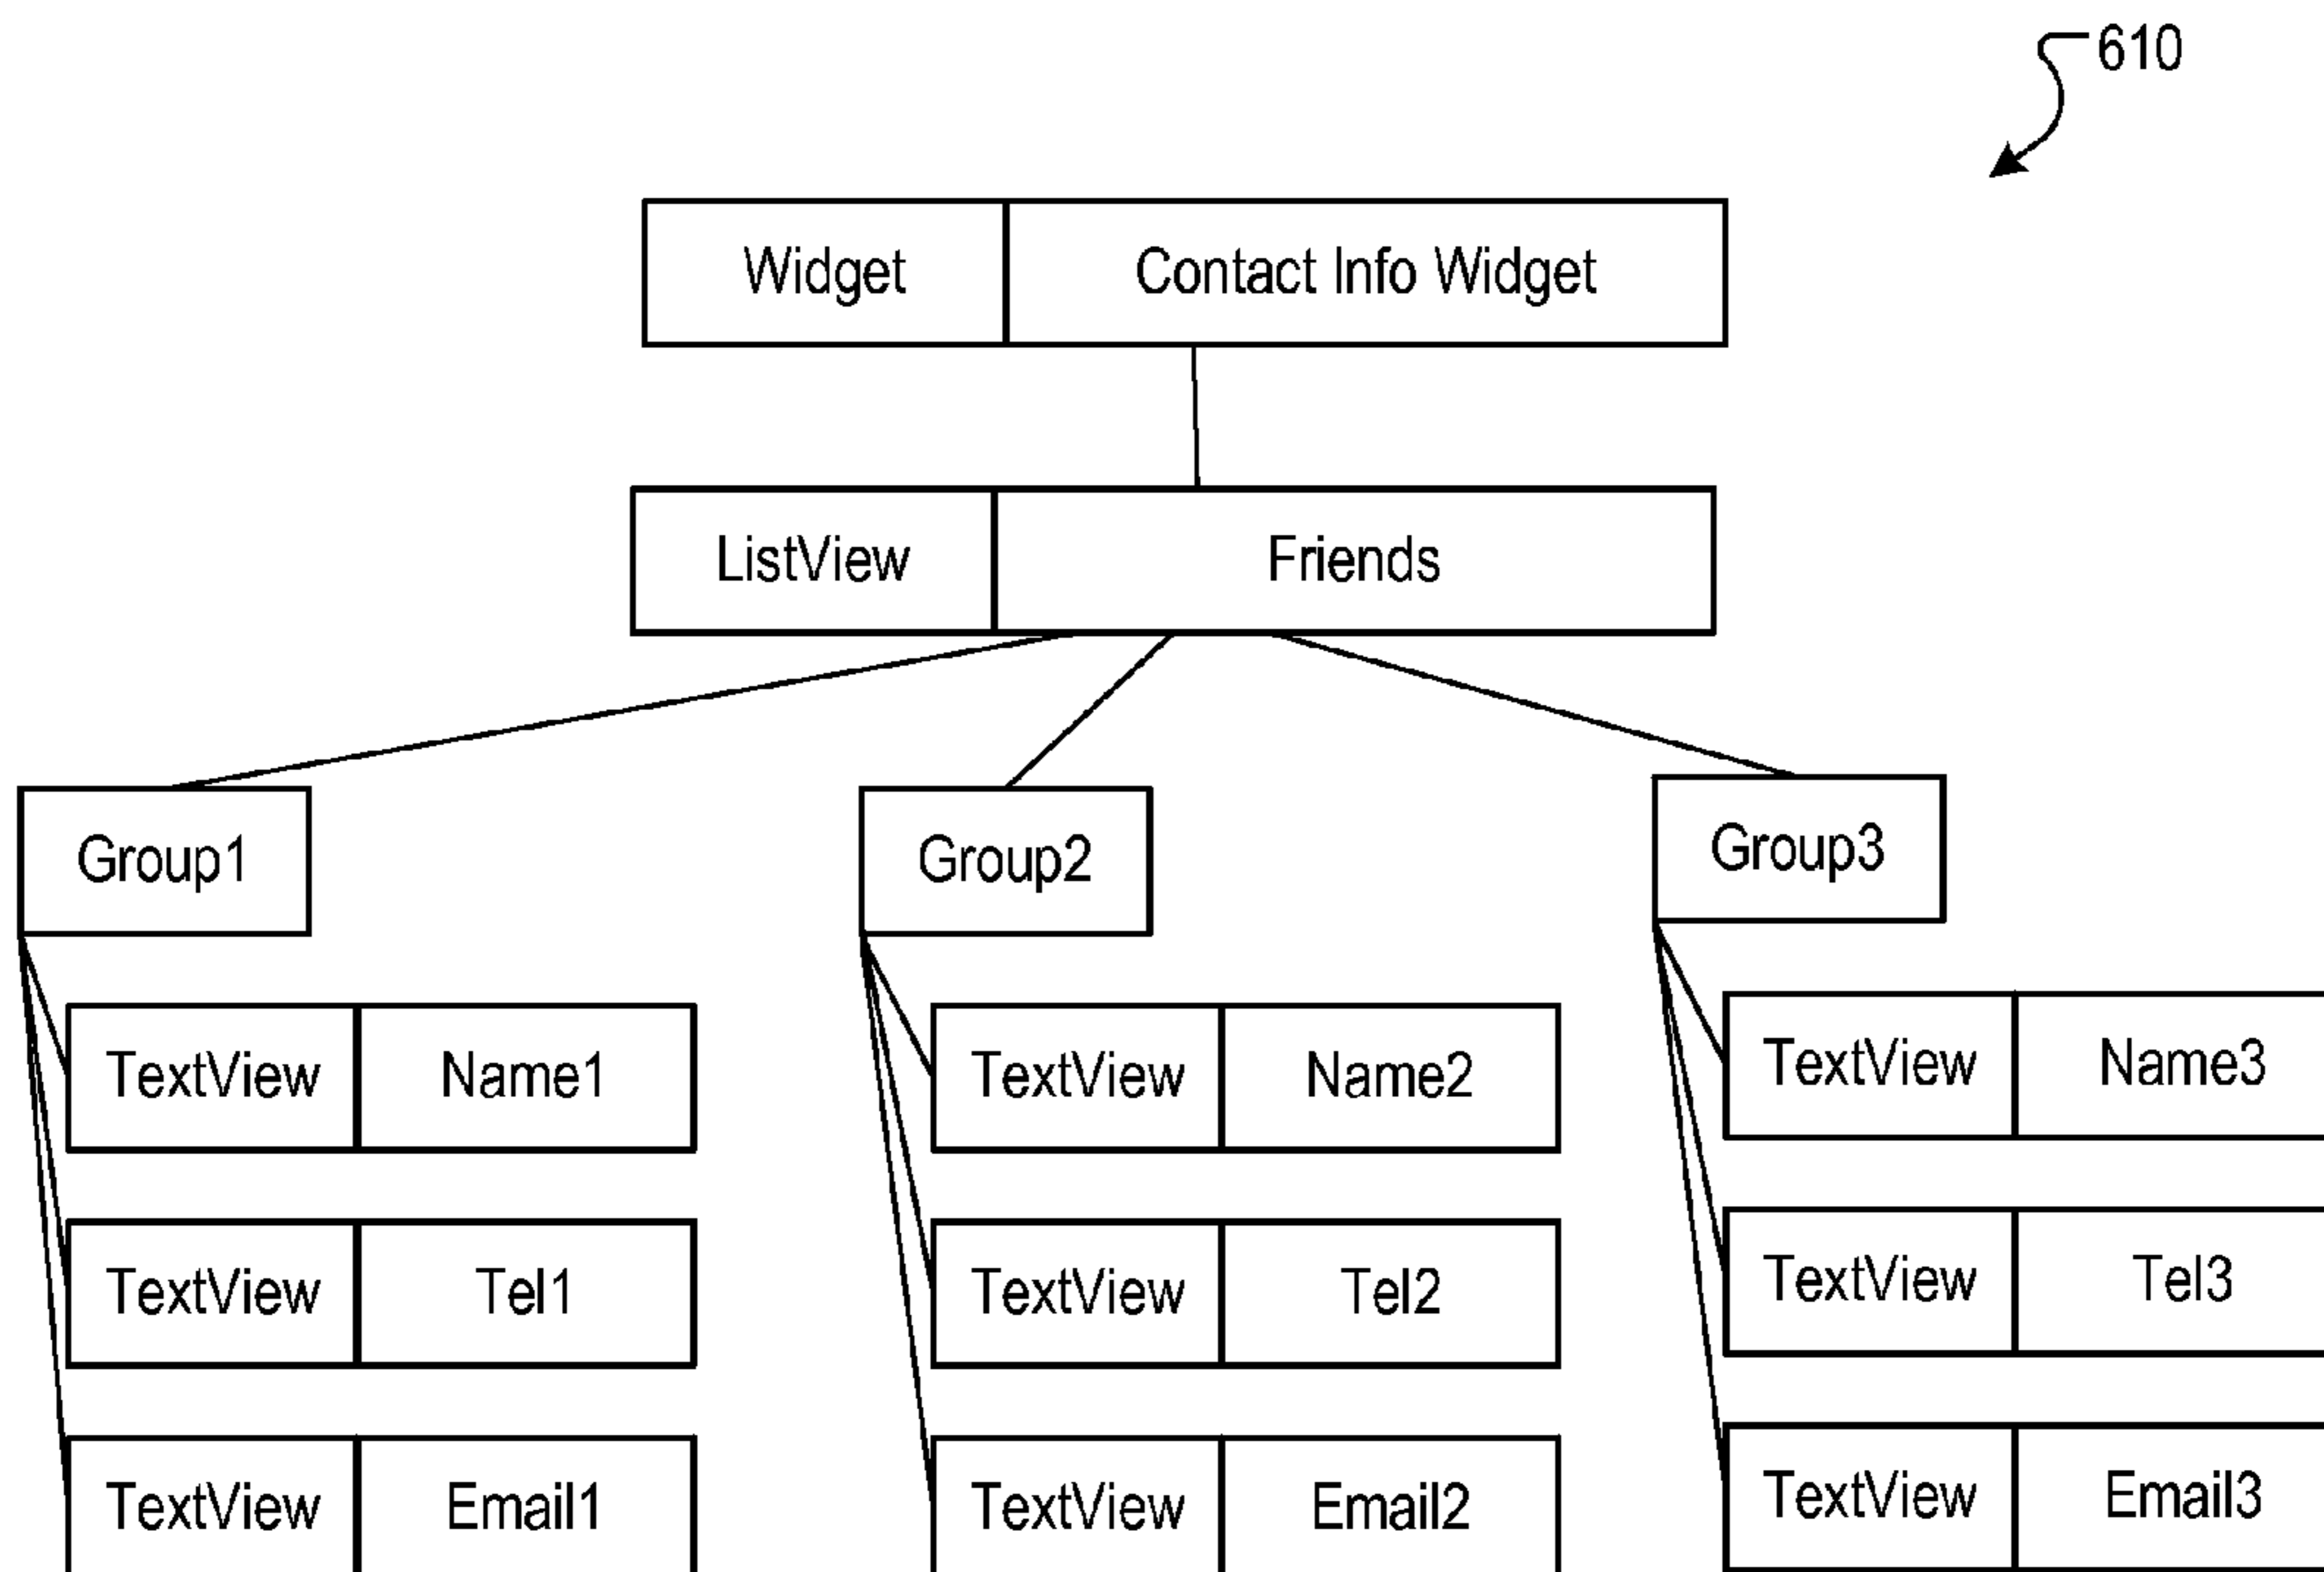 610
Widget Contact Info Widget
ListView Friends
Group1 Group2 Group3
TextView Name1 TextView Name2 TextView Name3
TextView Tel1 TextView Tel2 TextView Tel3
TextView Email1 TextView Email2 TextView Email3